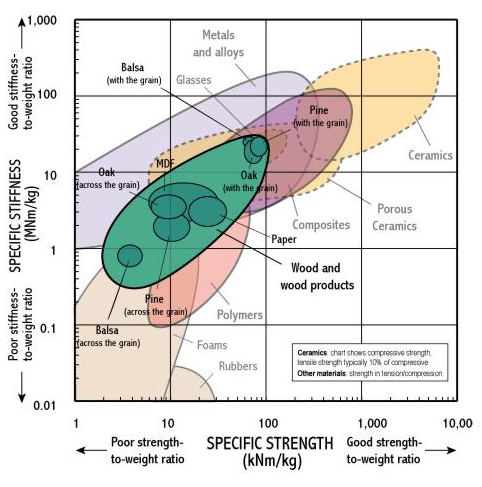 1,000
100
10
1
0.1
0.01
Good stiffness-
to-weight ratio
SPECIFIC STIFFNESS
(MNm/kg)
Poor stiffness-
to-weight ratio
Metals
and alloys
Balsa
(with the grain)
Glasses
Pine
(with the grain)
MDF
Oak
(across the grain)
Oak
(with the grain)
Ceramics
Porous
Ceramics
Composites
Paper
Wood and
wood products
Pine
(across the grain)
Balsa
(across the grain)
Polymers
Foams
Rubbers
Ceramics: chart shows compressive strength,
tensile strength typically 10% of compressive
Other materials: strength in tension/compression
1
10
100
1,000
10,00
Poor strength-
to-weight ratio
SPECIFIC STRENGTH
(kNm/kg)
Good strength-
to-weight ratio